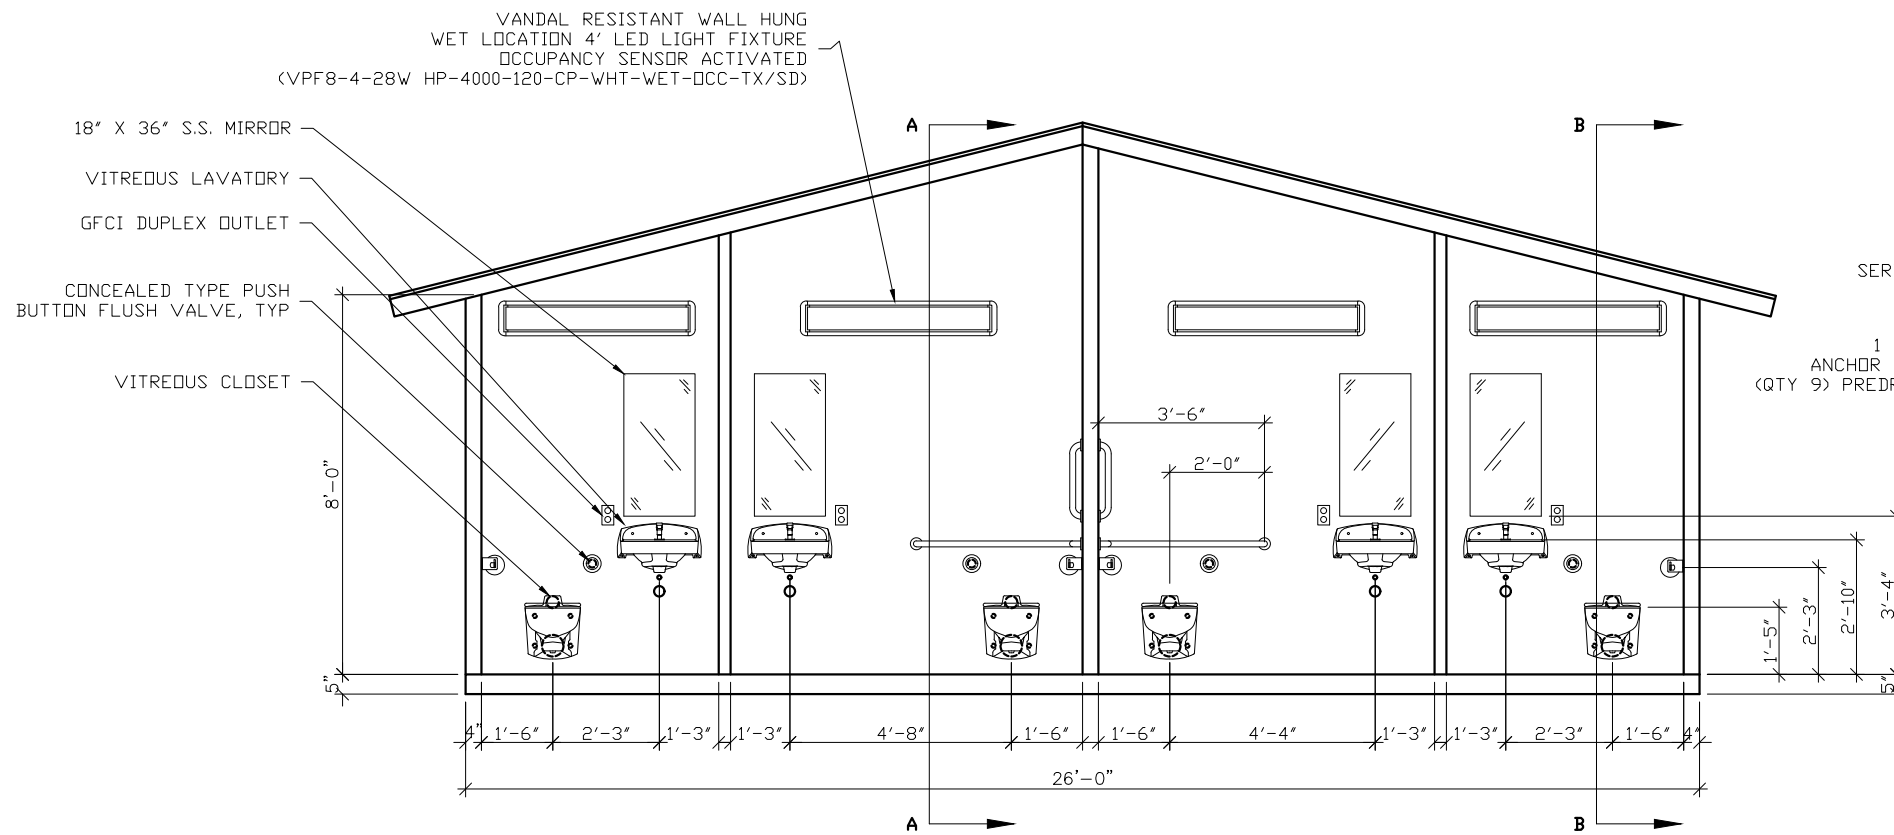 VANDAL RESISTANT WALL HUNG
WET LOCATION 4' LED LIGHT FIXTURE
OCCUPANCY SENSOR ACTIVATED
(VPF8-4-28W HP-4000-120-CP-WHT-WET-OCC-TX/SD)
18" X 36" S.S. MIRROR
VITREOUS LAVATORY
GFCI DUPLEX OUTLET
CONCEALED TYPE PUSH
BUTTON FLUSH VALVE, TYP
VITREOUS CLOSET
A
B
SER
1
ANCHOR
(QTY 9) PREDR
3'-6"
2'-0"
8'-0"
5"
1'-5"
2'-3"
2'-10"
3'-4"
5"
4" 1'-6" 2'-3" 1'-3" 1'-3" 4'-8" 1'-6" 1'-6" 4'-4" 1'-3" 1'-3" 2'-3" 1'-6" 4"
26'-0"
A
B